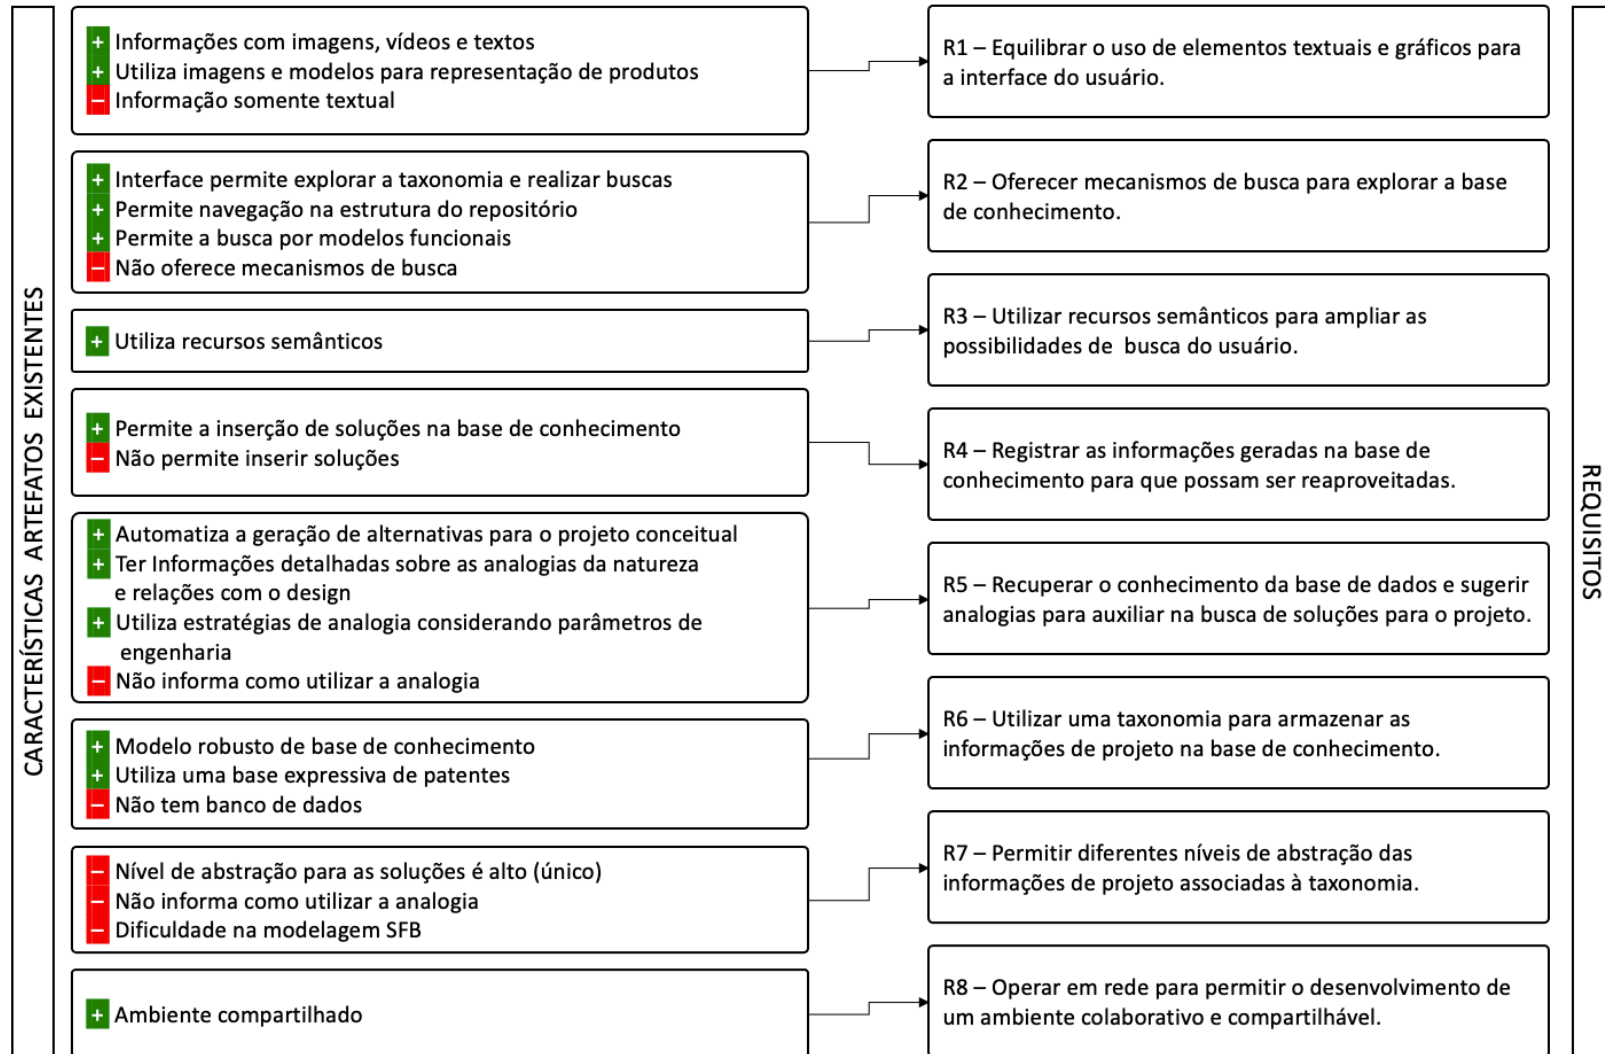 CARACTERÍSTICAS ARTEFATOS EXISTENTES
+ Informações com imagens, vídeos e textos
+ Utiliza imagens e modelos para representação de produtos
− Informação somente textual
R1 – Equilibrar o uso de elementos textuais e gráficos para
a interface do usuário.
+ Interface permite explorar a taxonomia e realizar buscas
+ Permite navegação na estrutura do repositório
+ Permite a busca por modelos funcionais
− Não oferece mecanismos de busca
R2 – Oferecer mecanismos de busca para explorar a base
de conhecimento.
+ Utiliza recursos semânticos
R3 – Utilizar recursos semânticos para ampliar as
possibilidades de  busca do usuário.
+ Permite a inserção de soluções na base de conhecimento
− Não permite inserir soluções
R4 – Registrar as informações geradas na base de
conhecimento para que possam ser reaproveitadas.
+ Automatiza a geração de alternativas para o projeto conceitual
+ Ter Informações detalhadas sobre as analogias da natureza
e relações com o design
+ Utiliza estratégias de analogia considerando parâmetros de
engenharia
− Não informa como utilizar a analogia
R5 – Recuperar o conhecimento da base de dados e sugerir
analogias para auxiliar na busca de soluções para o projeto.
+ Modelo robusto de base de conhecimento
+ Utiliza uma base expressiva de patentes
− Não tem banco de dados
R6 – Utilizar uma taxonomia para armazenar as
informações de projeto na base de conhecimento.
− Nível de abstração para as soluções é alto (único)
− Não informa como utilizar a analogia
− Dificuldade na modelagem SFB
R7 – Permitir diferentes níveis de abstração das
informações de projeto associadas à taxonomia.
+ Ambiente compartilhado
R8 – Operar em rede para permitir o desenvolvimento de
um ambiente colaborativo e compartilhável.
REQUISITOS